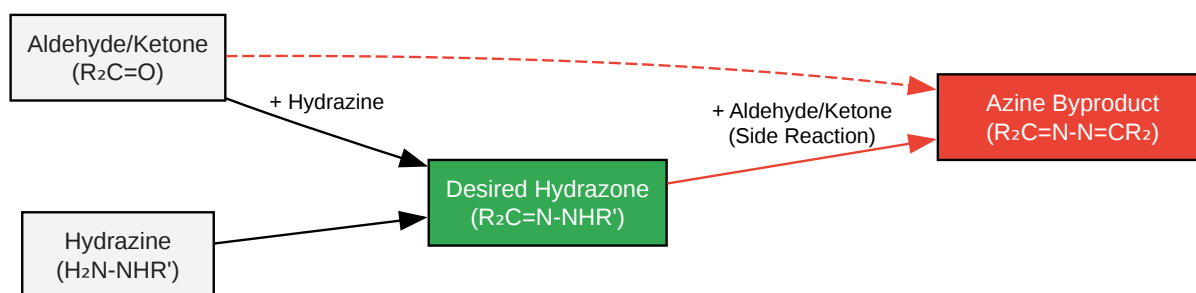 Aldehyde/Ketone
(R₂C=O)
+ Hydrazine
+ Aldehyde/Ketone
(Side Reaction)
Azine Byproduct
(R₂C=N-N=CR₂)
Desired Hydrazone
(R₂C=N-NHR')
Hydrazine
(H₂N-NHR')